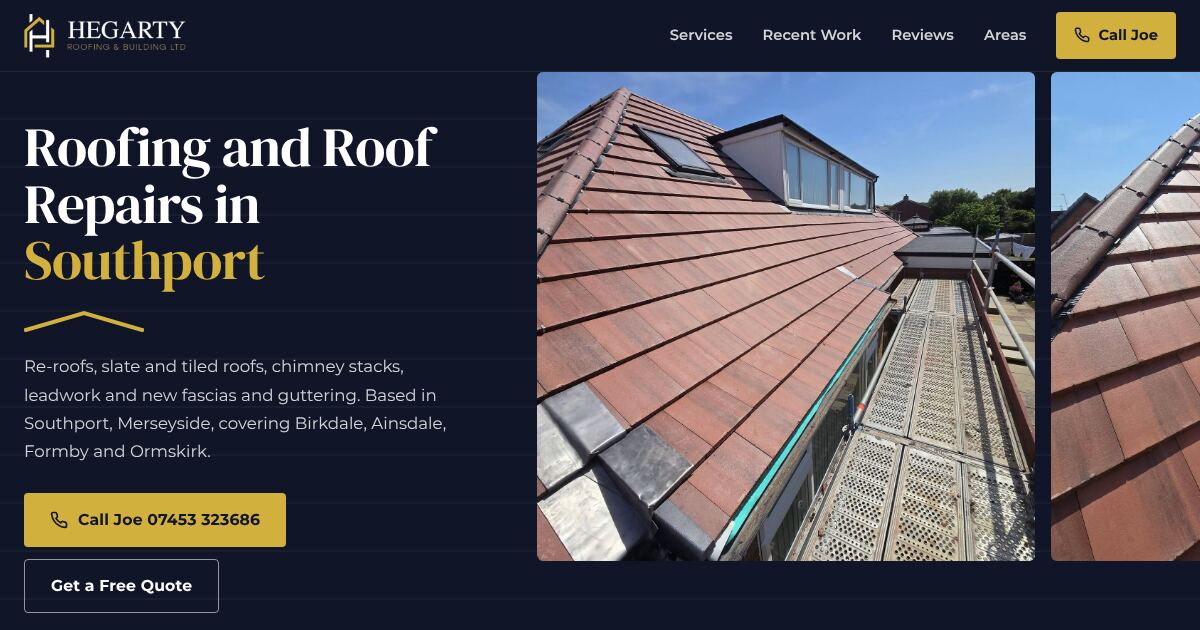 HEGARTY
ROOFING & BUILDING LTD
Services
Recent Work
Reviews
Areas
Call Joe
Roofing and Roof
Repairs in
Southport
Re-roofs, slate and tiled roofs, chimney stacks,
leadwork and new fascias and guttering. Based in
Southport, Merseyside, covering Birkdale, Ainsdale,
Formby and Ormskirk.
Call Joe 07453 323686
Get a Free Quote